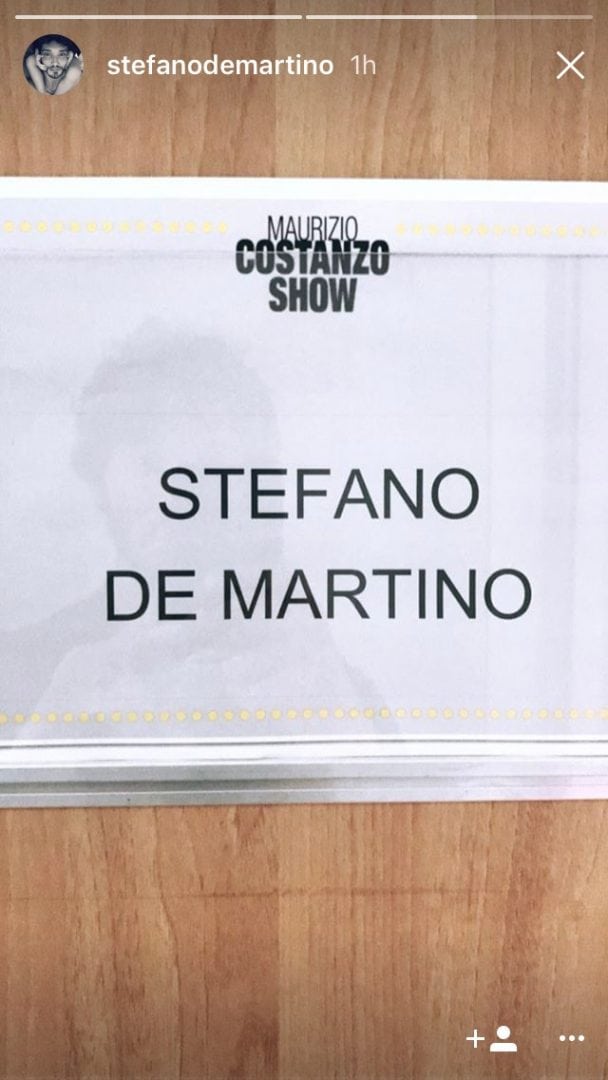 stefanodemartino 1h
MAURIZIO
COSTANZO
SHOW
STEFANO
DE MARTINO